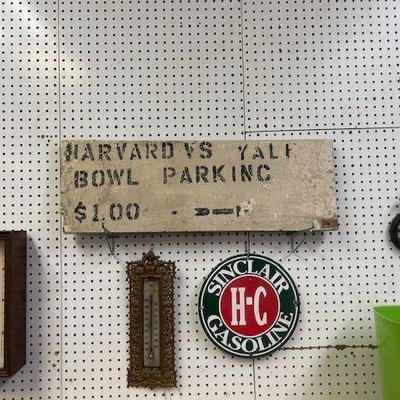 HARVARD VS YALE
BOWL PARKING
$1.00
SINCLAIR
H-C
GASOLINE